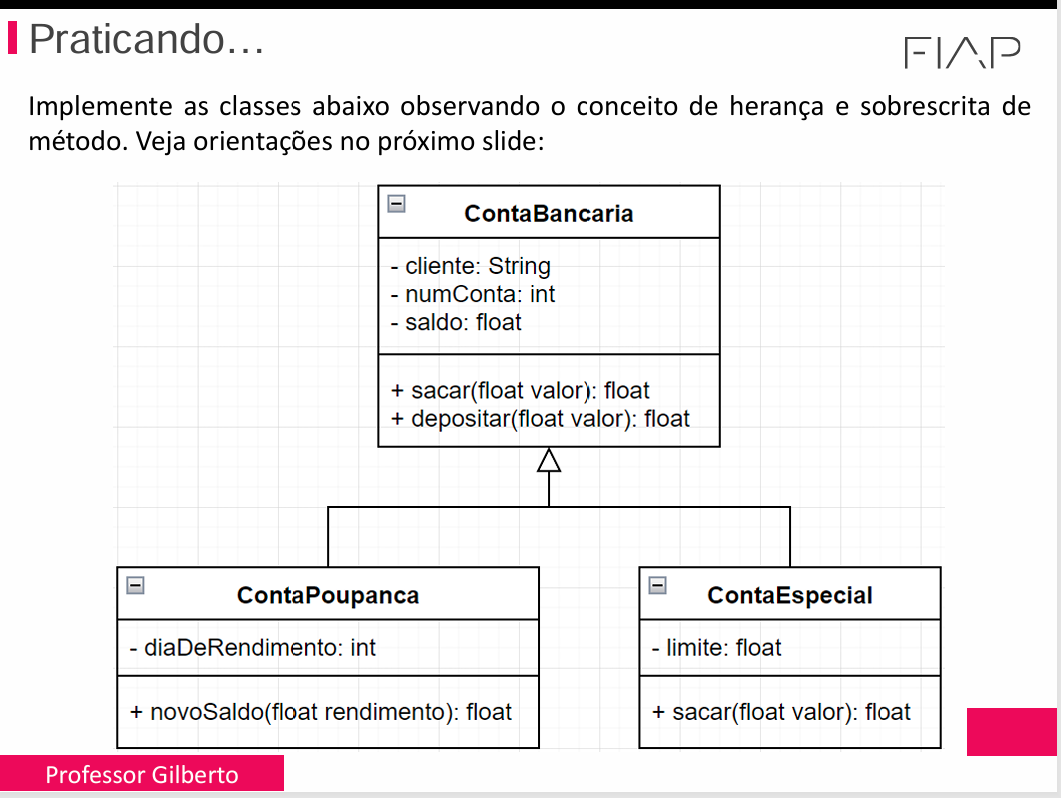 Praticando...
FIAP
Implemente as classes abaixo observando o conceito de herança e sobrescrita de
método. Veja orientações no próximo slide:
ContaBancaria
- cliente: String
- numConta: int
- saldo: float
+ sacar(float valor): float
+ depositar(float valor): float
ContaPoupanca
- diaDeRendimento: int
+ novoSaldo(float rendimento): float
ContaEspecial
- limite: float
+ sacar(float valor): float
Professor Gilberto